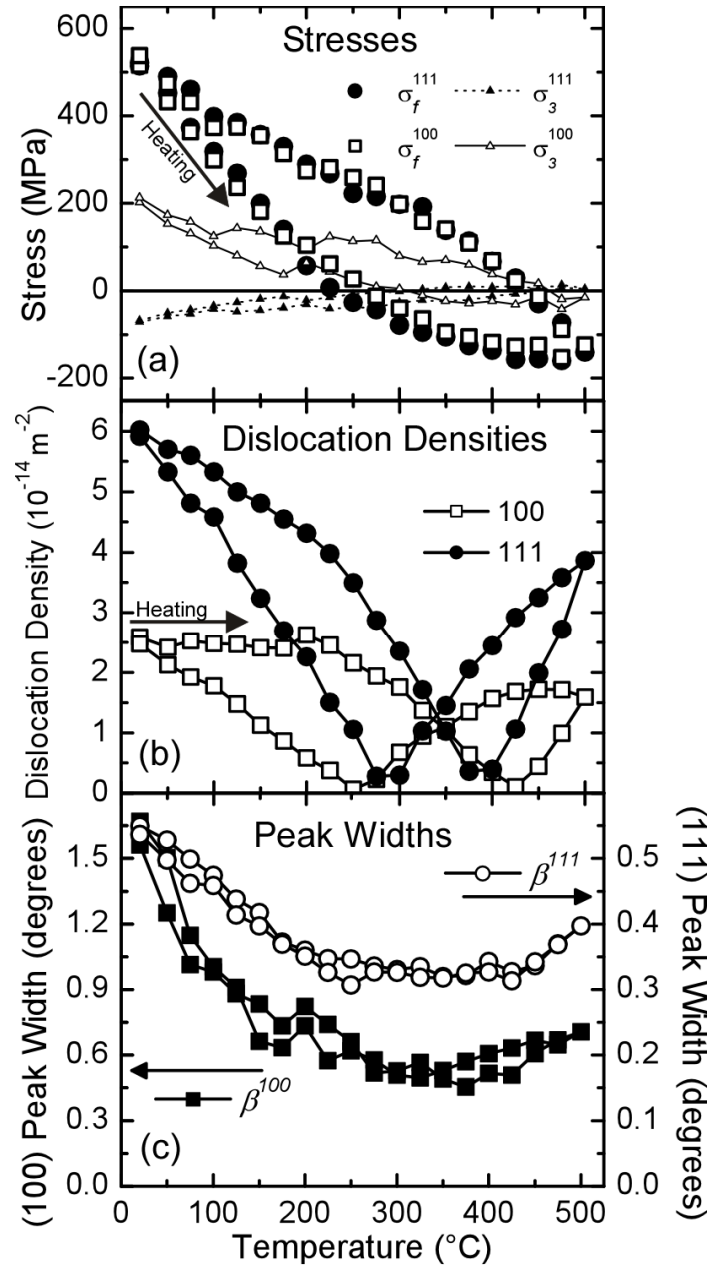 Stresses
600
400
200
0
-200
Stress (MPa)
Heating
σf111 σ3111
σf100 σ3100
(a)
Dislocation Densities
6
5
4
3
2
1
0
Dislocation Density (10-14 m-2)
100
111
Heating
(b)
Peak Widths
1.5
1.2
0.9
0.6
0.3
0.0
(100) Peak Width (degrees)
β111
β100
0.5
0.4
0.3
0.2
0.1
0.0
(111) Peak Width (degrees)
(c)
0 100 200 300 400 500
Temperature (°C)